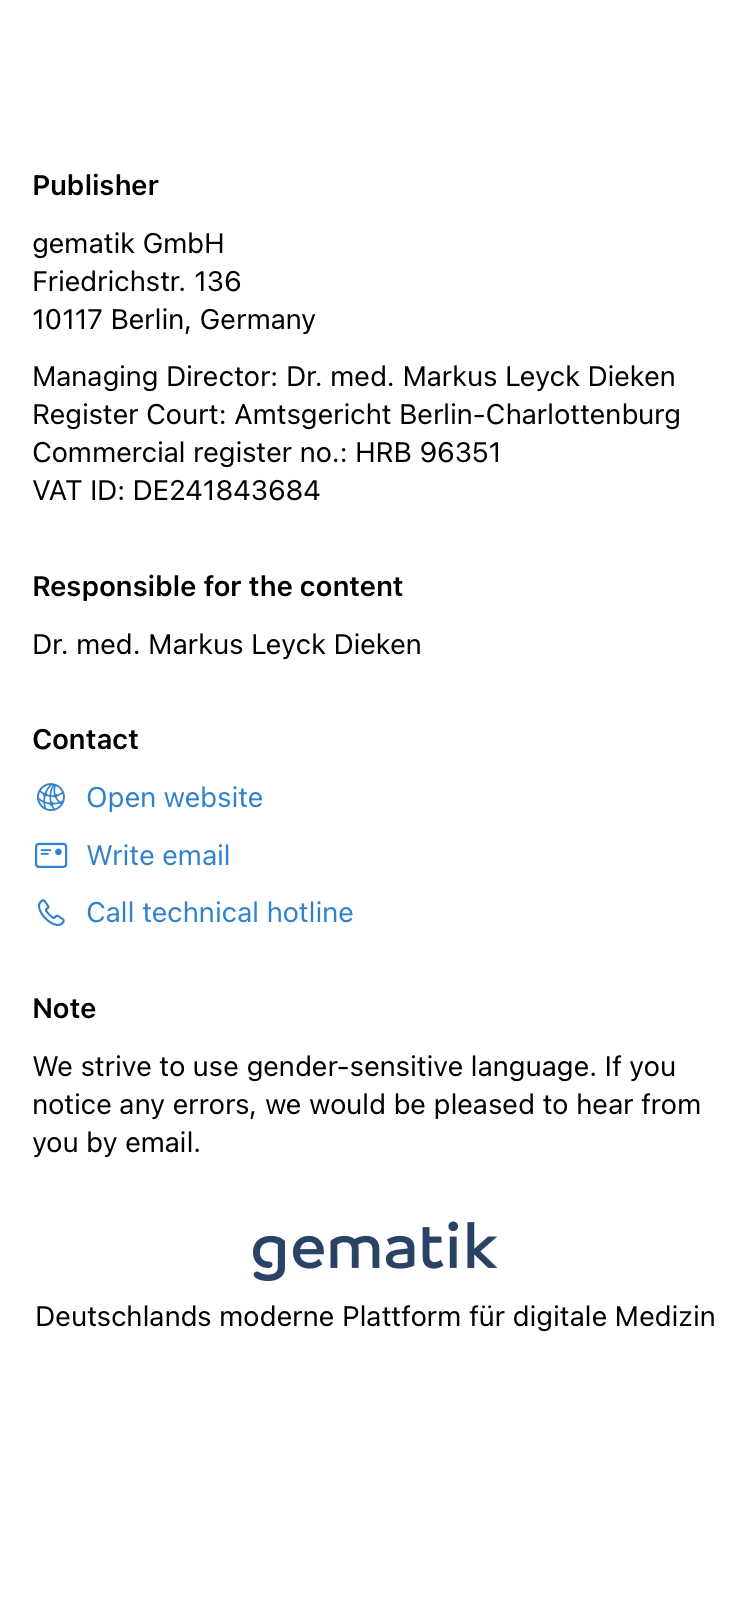 Publisher
gematik GmbH
Friedrichstr. 136
10117 Berlin, Germany
Managing Director: Dr. med. Markus Leyck Dieken
Register Court: Amtsgericht Berlin-Charlottenburg
Commercial register no.: HRB 96351
VAT ID: DE241843684
Responsible for the content
Dr. med. Markus Leyck Dieken
Contact
Open website
Write email
Call technical hotline
Note
We strive to use gender-sensitive language. If you
notice any errors, we would be pleased to hear from
you by email.
gematik
Deutschlands moderne Plattform für digitale Medizin